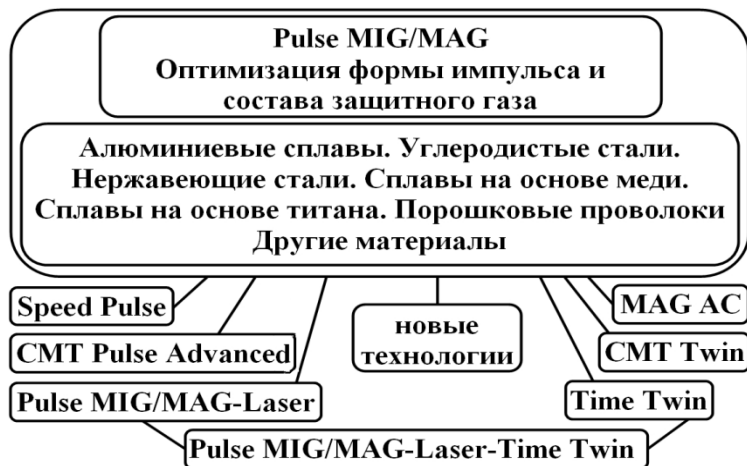 Pulse MIG/MAG
Оптимизация формы импульса и
состава защитного газа
Алюминиевые сплавы. Углеродистые стали.
Нержавеющие стали. Сплавы на основе меди.
Сплавы на основе титана. Порошковые проволоки
Другие материалы
Speed Pulse
CMT Pulse Advanced
Pulse MIG/MAG-Laser
новые
технологии
MAG AC
CMT Twin
Time Twin
Pulse MIG/MAG-Laser-Time Twin